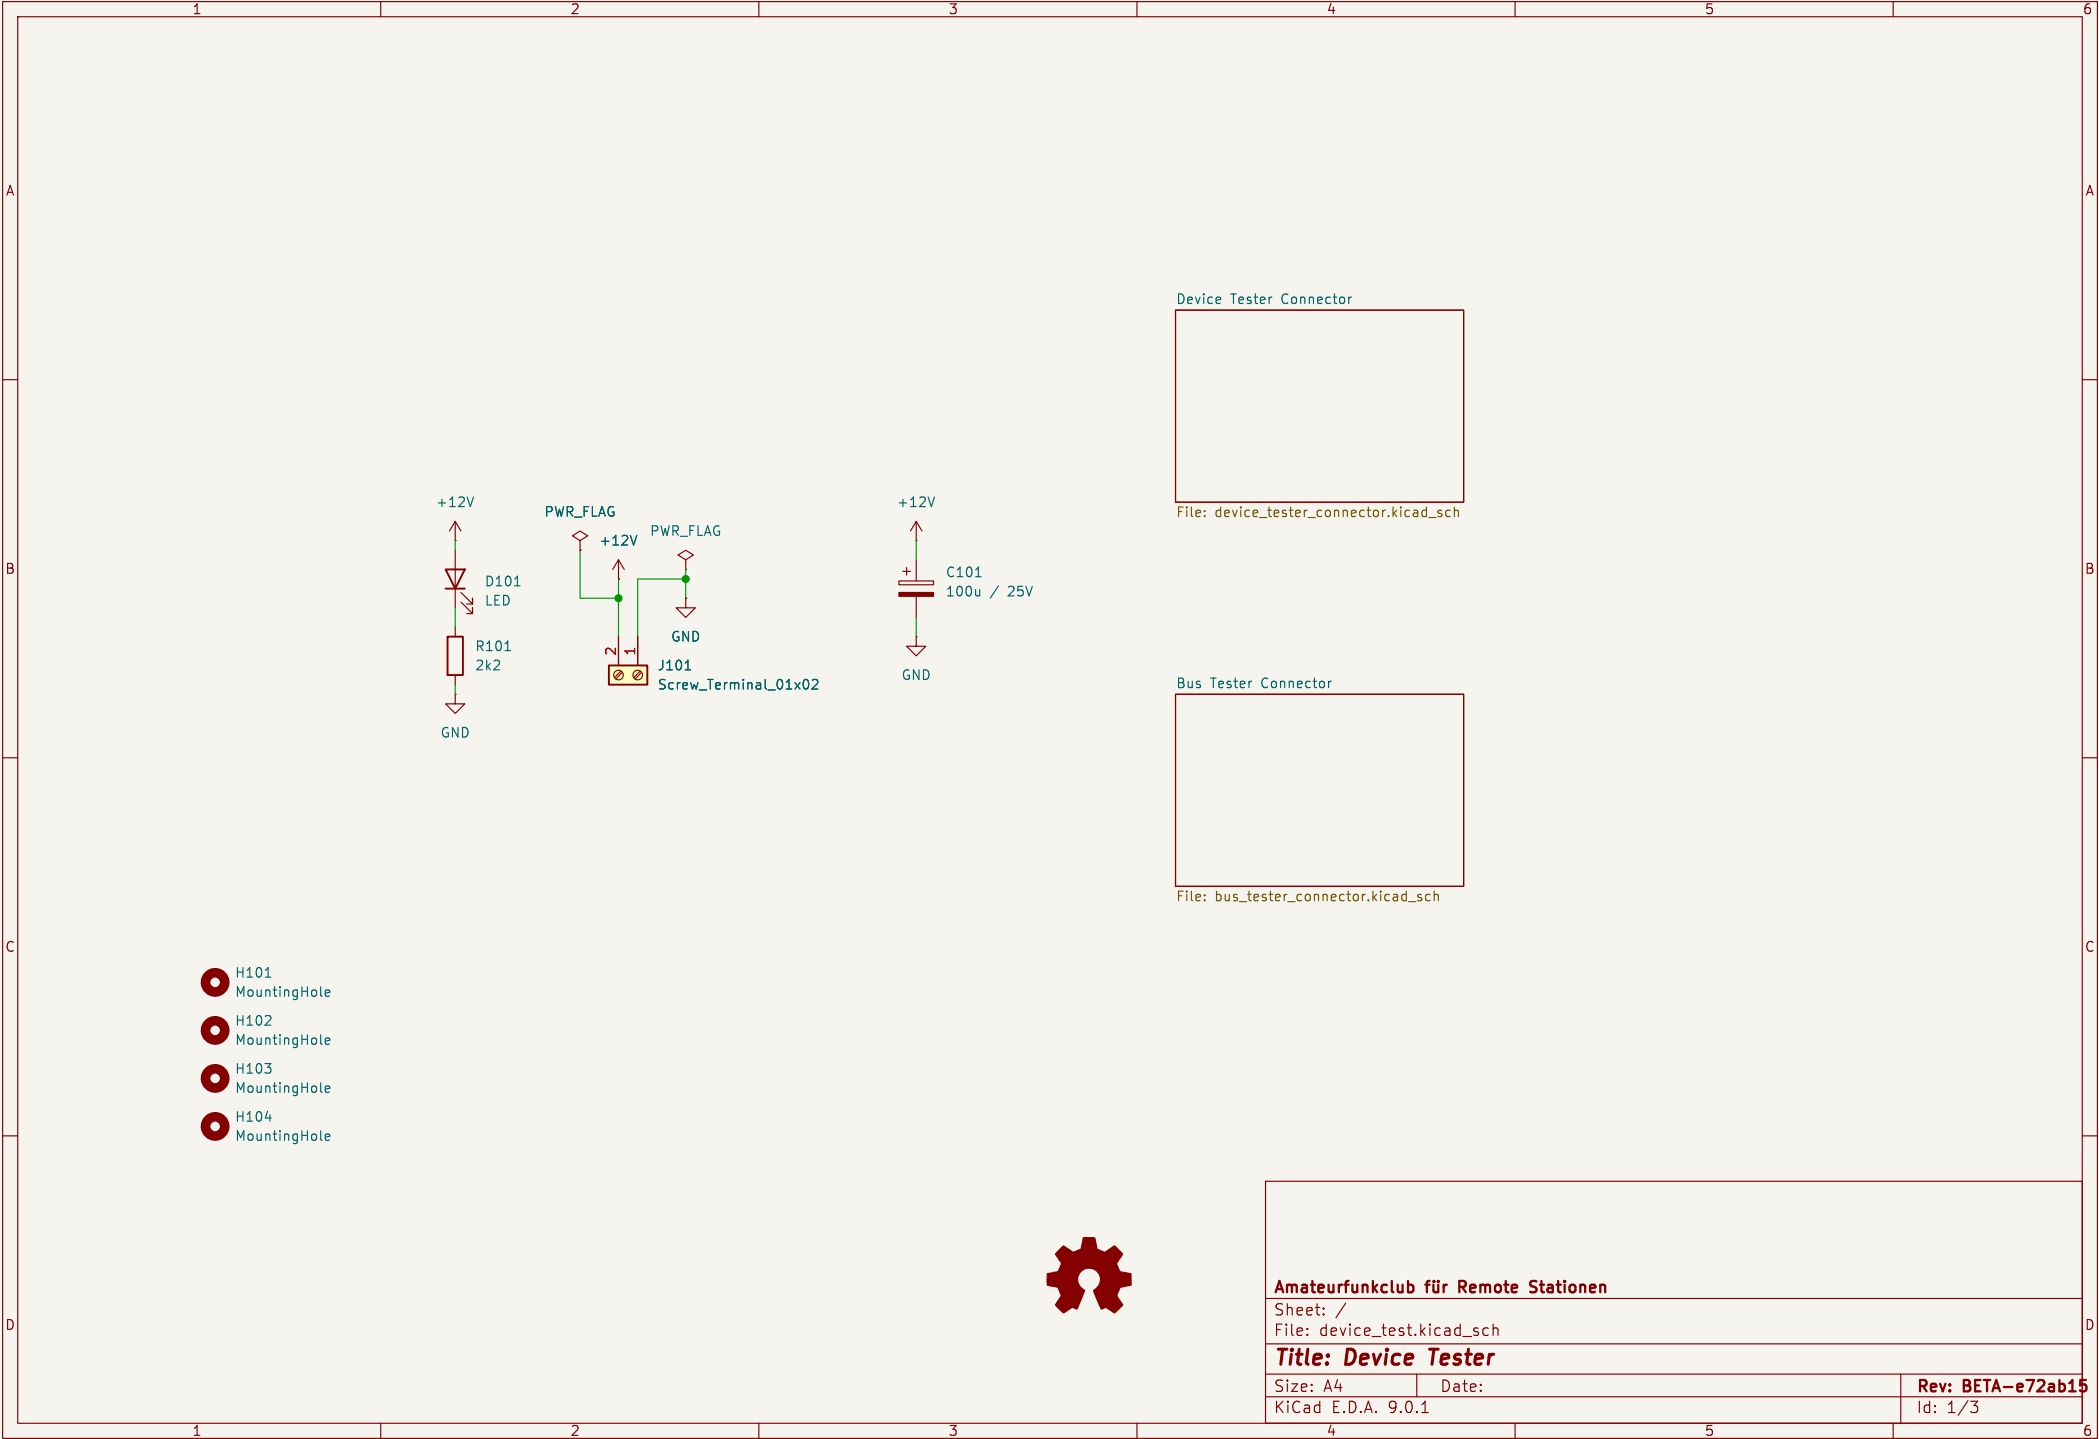 1 2 3 4 5 6
A A
Device Tester Connector
File: device_tester_connector.kicad_sch
+12V
+12V
PWR_FLAG
PWR_FLAG
+12V
B B
D101
LED
C101
100u / 25V
+
GND
R101
2k2
2 1
J101
Screw_Terminal_01x02
GND
GND
Bus Tester Connector
File: bus_tester_connector.kicad_sch
C C
H101
MountingHole
H102
MountingHole
H103
MountingHole
H104
MountingHole
Amateurfunkclub für Remote Stationen
Sheet: /
File: device_test.kicad_sch
D D
Title: Device Tester
Size: A4 Date: Rev: BETA-e72ab15
KiCad E.D.A. 9.0.1 Id: 1/3
1 2 3 4 5 6